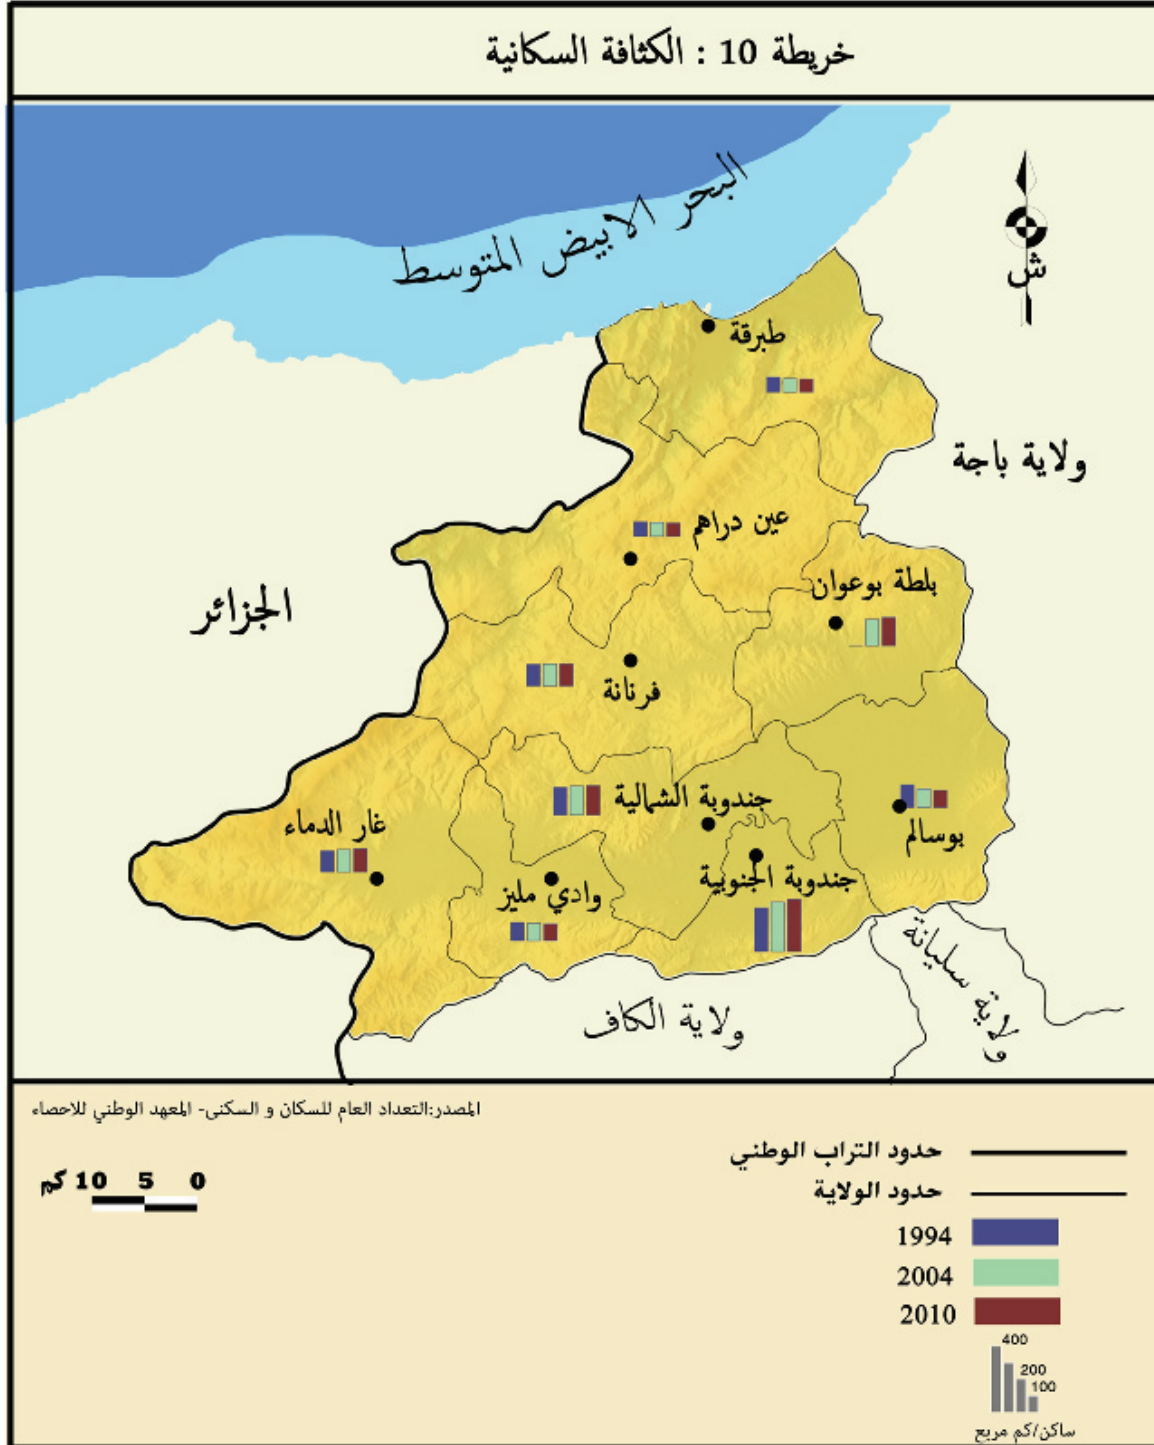 خريطة 10 : الكثافة السكانية
البحر الابيض المتوسط
ش
طبرقة
ولاية باجة
عين دراهم
بلطة بوعوان
الجزائر
فرنانة
جندوبة الشمالية
غار الدماء
بوسالم
جندوبة الجنوبية
وادي مليز
ولاية سليانة
ولاية الكاف
المصدر:التعداد العام للسكان و السكنى- المعهد الوطني للاحصاء
حدود التراب الوطني
0 5 10 كم
حدود الولاية
1994
2004
2010
400
200
100
ساكن/كم مربع